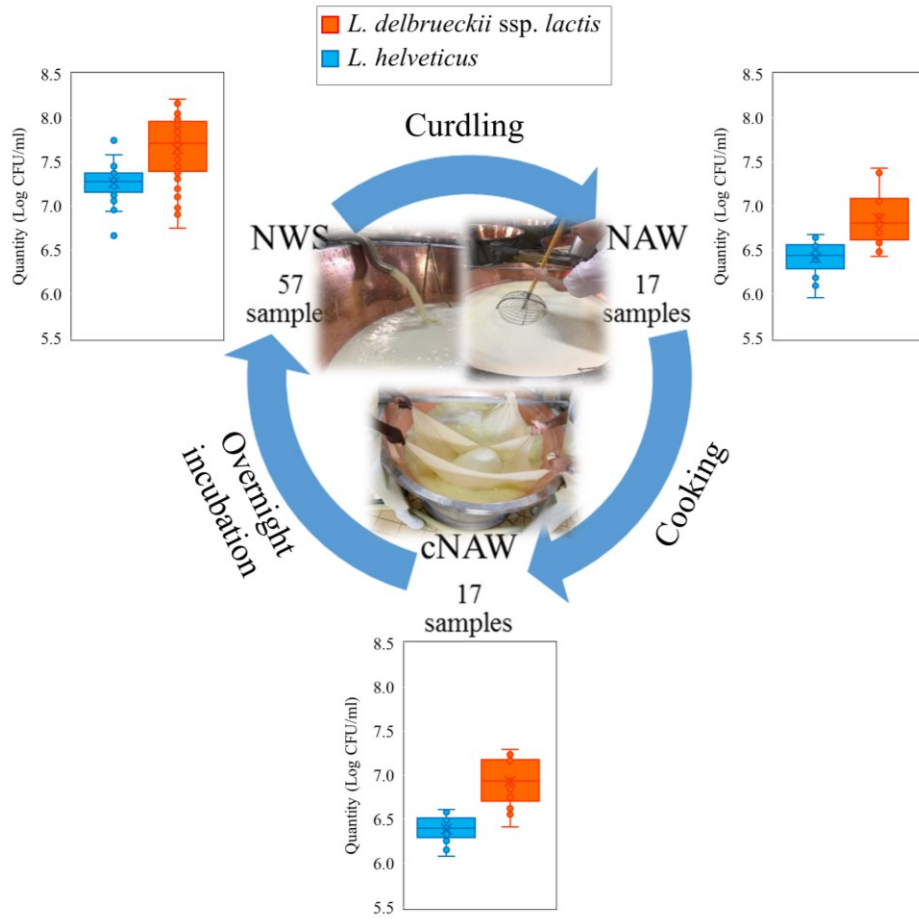 L. delbrueckii ssp. lactis
L. helveticus
Quantity (Log CFU/ml)
8.5
8.0
7.5
7.0
6.5
6.0
5.5
Curdling
Quantity (Log CFU/ml)
8.5
8.0
7.5
7.0
6.5
6.0
5.5
NWS
57
samples
NAW
17
samples
Overnight
incubation
Cooking
cNAW
17
samples
Quantity (Log CFU/ml)
8.5
8.0
7.5
7.0
6.5
6.0
5.5